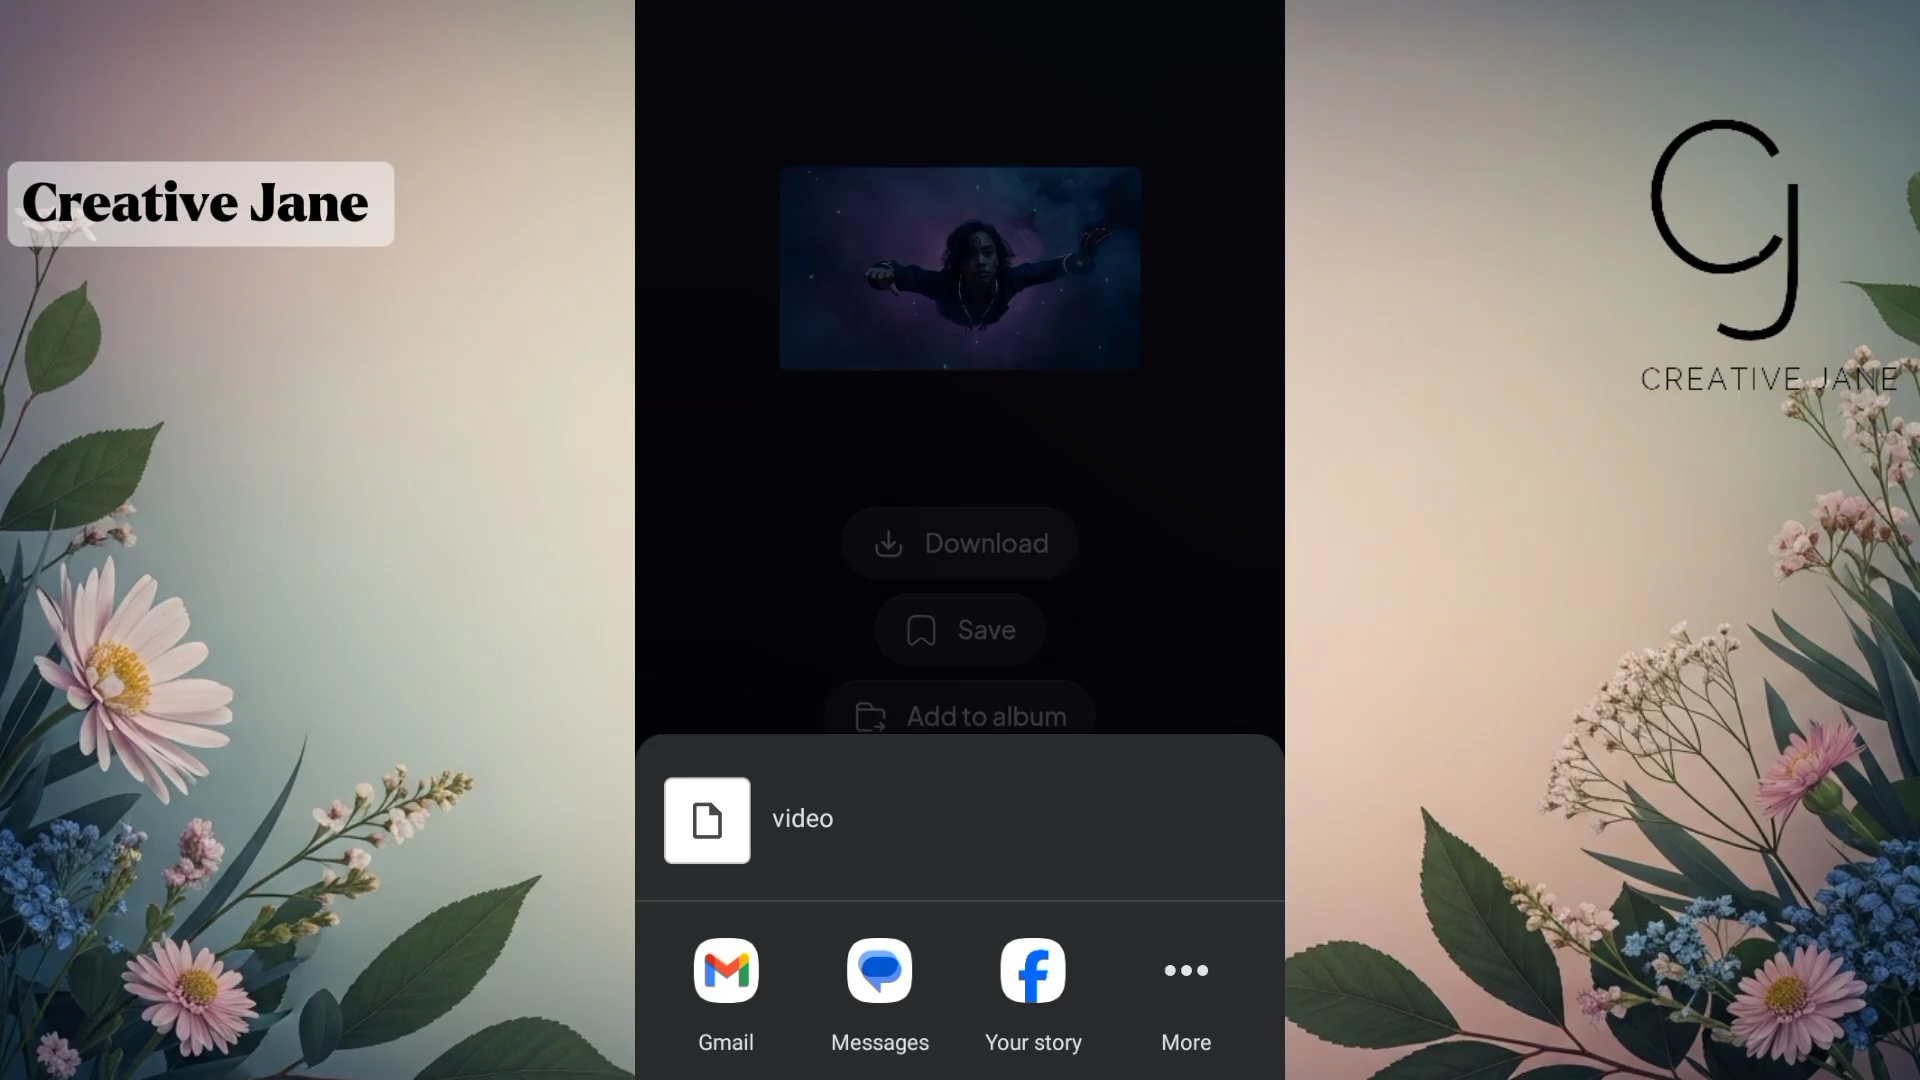 Creative Jane
CREATIVE JANE
Download
Save
Add to album
video
Gmail
Messages
Your story
More